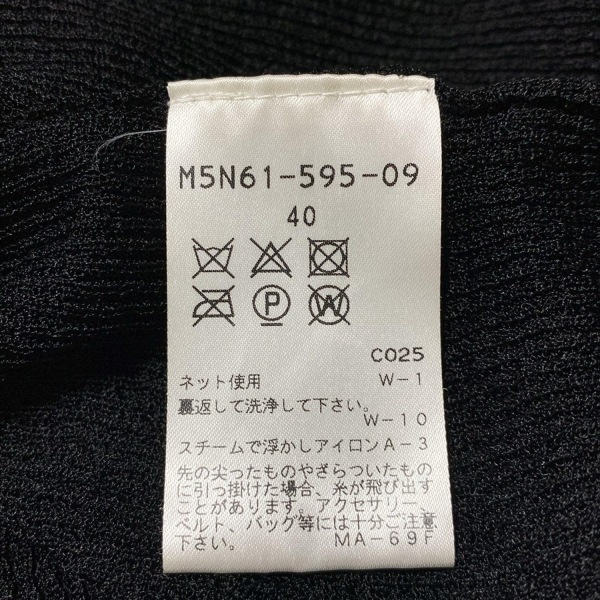 M5N61-595-09
40
P W
C025
ネット使用 W-1
裏返して洗浄して下さい。
W-10
スチームで浮かしアイロン A-3
先の尖ったものやざらついたもの
に引っ掛けた場合、糸が飛び出す
ことがあります。アクセサリー
ベルト、バッグ等には十分ご注意
下さい。 MA-69F